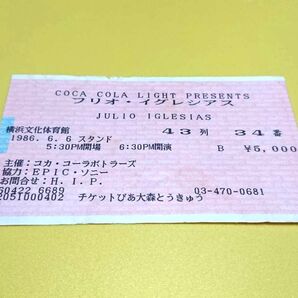 COCA COLA LIGHT PRESENTS
フリオ・イグレシアス
JULIO IGLESIAS
横浜文化体育館 43列 34番
1986. 6. 6 スタンド
5:30PM開場 6:30PM開演 B ¥5,000
主催：コカ・コーラボトラーズ
協力：EPIC・ソニー
お問合せ：H.I.P. 03-470-0681
60422 6689
2051000402 チケットぴあ大森とうきゅう